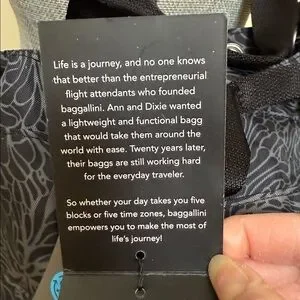 Life is a journey, and no one knows
that better than the entrepreneurial
flight attendants who founded
baggallini. Ann and Dixie wanted
a lightweight and functional bagg
that would take them around the
world with ease. Twenty years later,
their baggs are still working hard
for the everyday traveler.
So whether your day takes you five
blocks or five time zones, baggallini
empowers you to make the most of
life's journey!